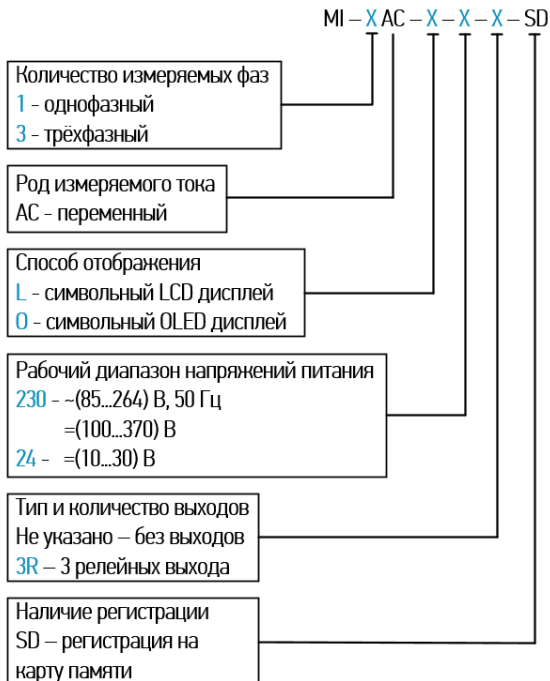 MI – X AC – X – X – X – SD
Количество измеряемых фаз
1 - однофазный
3 - трёхфазный
Род измеряемого тока
AC - переменный
Способ отображения
L - символьный LCD дисплей
O - символьный OLED дисплей
Рабочий диапазон напряжений питания
230 - ~(85...264) В, 50 Гц
=(100...370) В
24 - =(10...30) В
Тип и количество выходов
Не указано – без выходов
3R – 3 релейных выхода
Наличие регистрации
SD – регистрация на
карту памяти